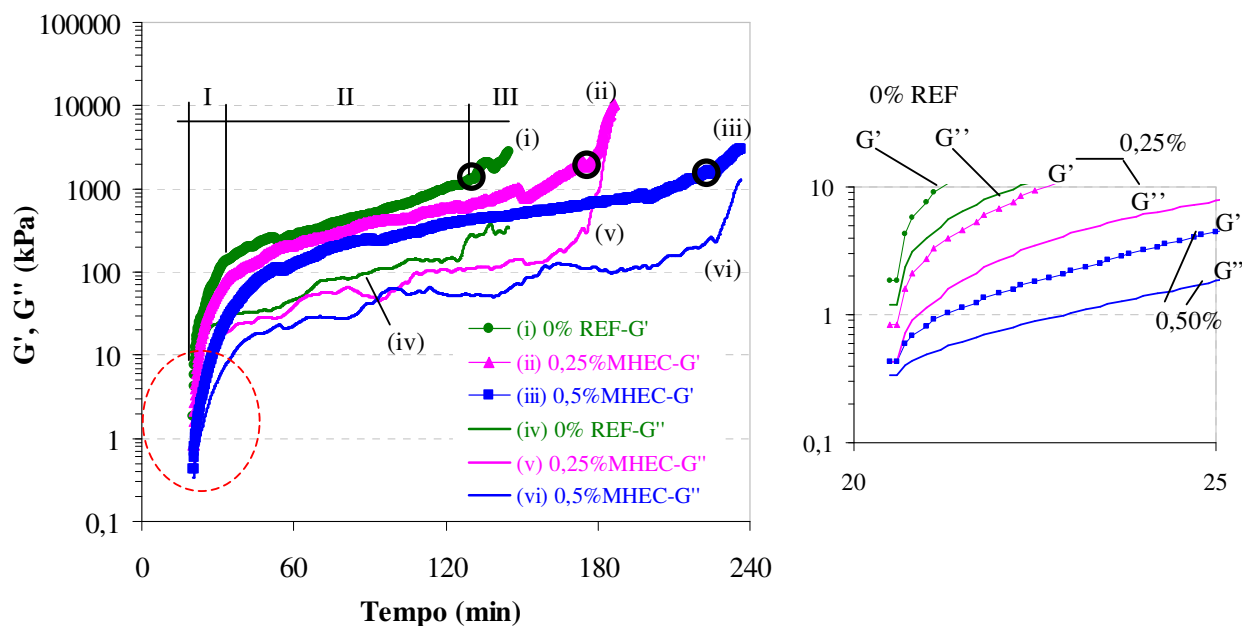 100000
10000
1000
100
10
1
0,1
G', G" (kPa)
I
II
III
(i)
(ii)
(iii)
(iv)
(v)
(vi)
(i) 0% REF-G'
(ii) 0,25%MHEC-G'
(iii) 0,5%MHEC-G'
(iv) 0% REF-G"
(v) 0,25%MHEC-G"
(vi) 0,5%MHEC-G"
0
60
120
180
240
Tempo (min)
0% REF
G’
G’’
0,25%
G’
G’’
G’
G’’
0,50%
10
1
0,1
20
25